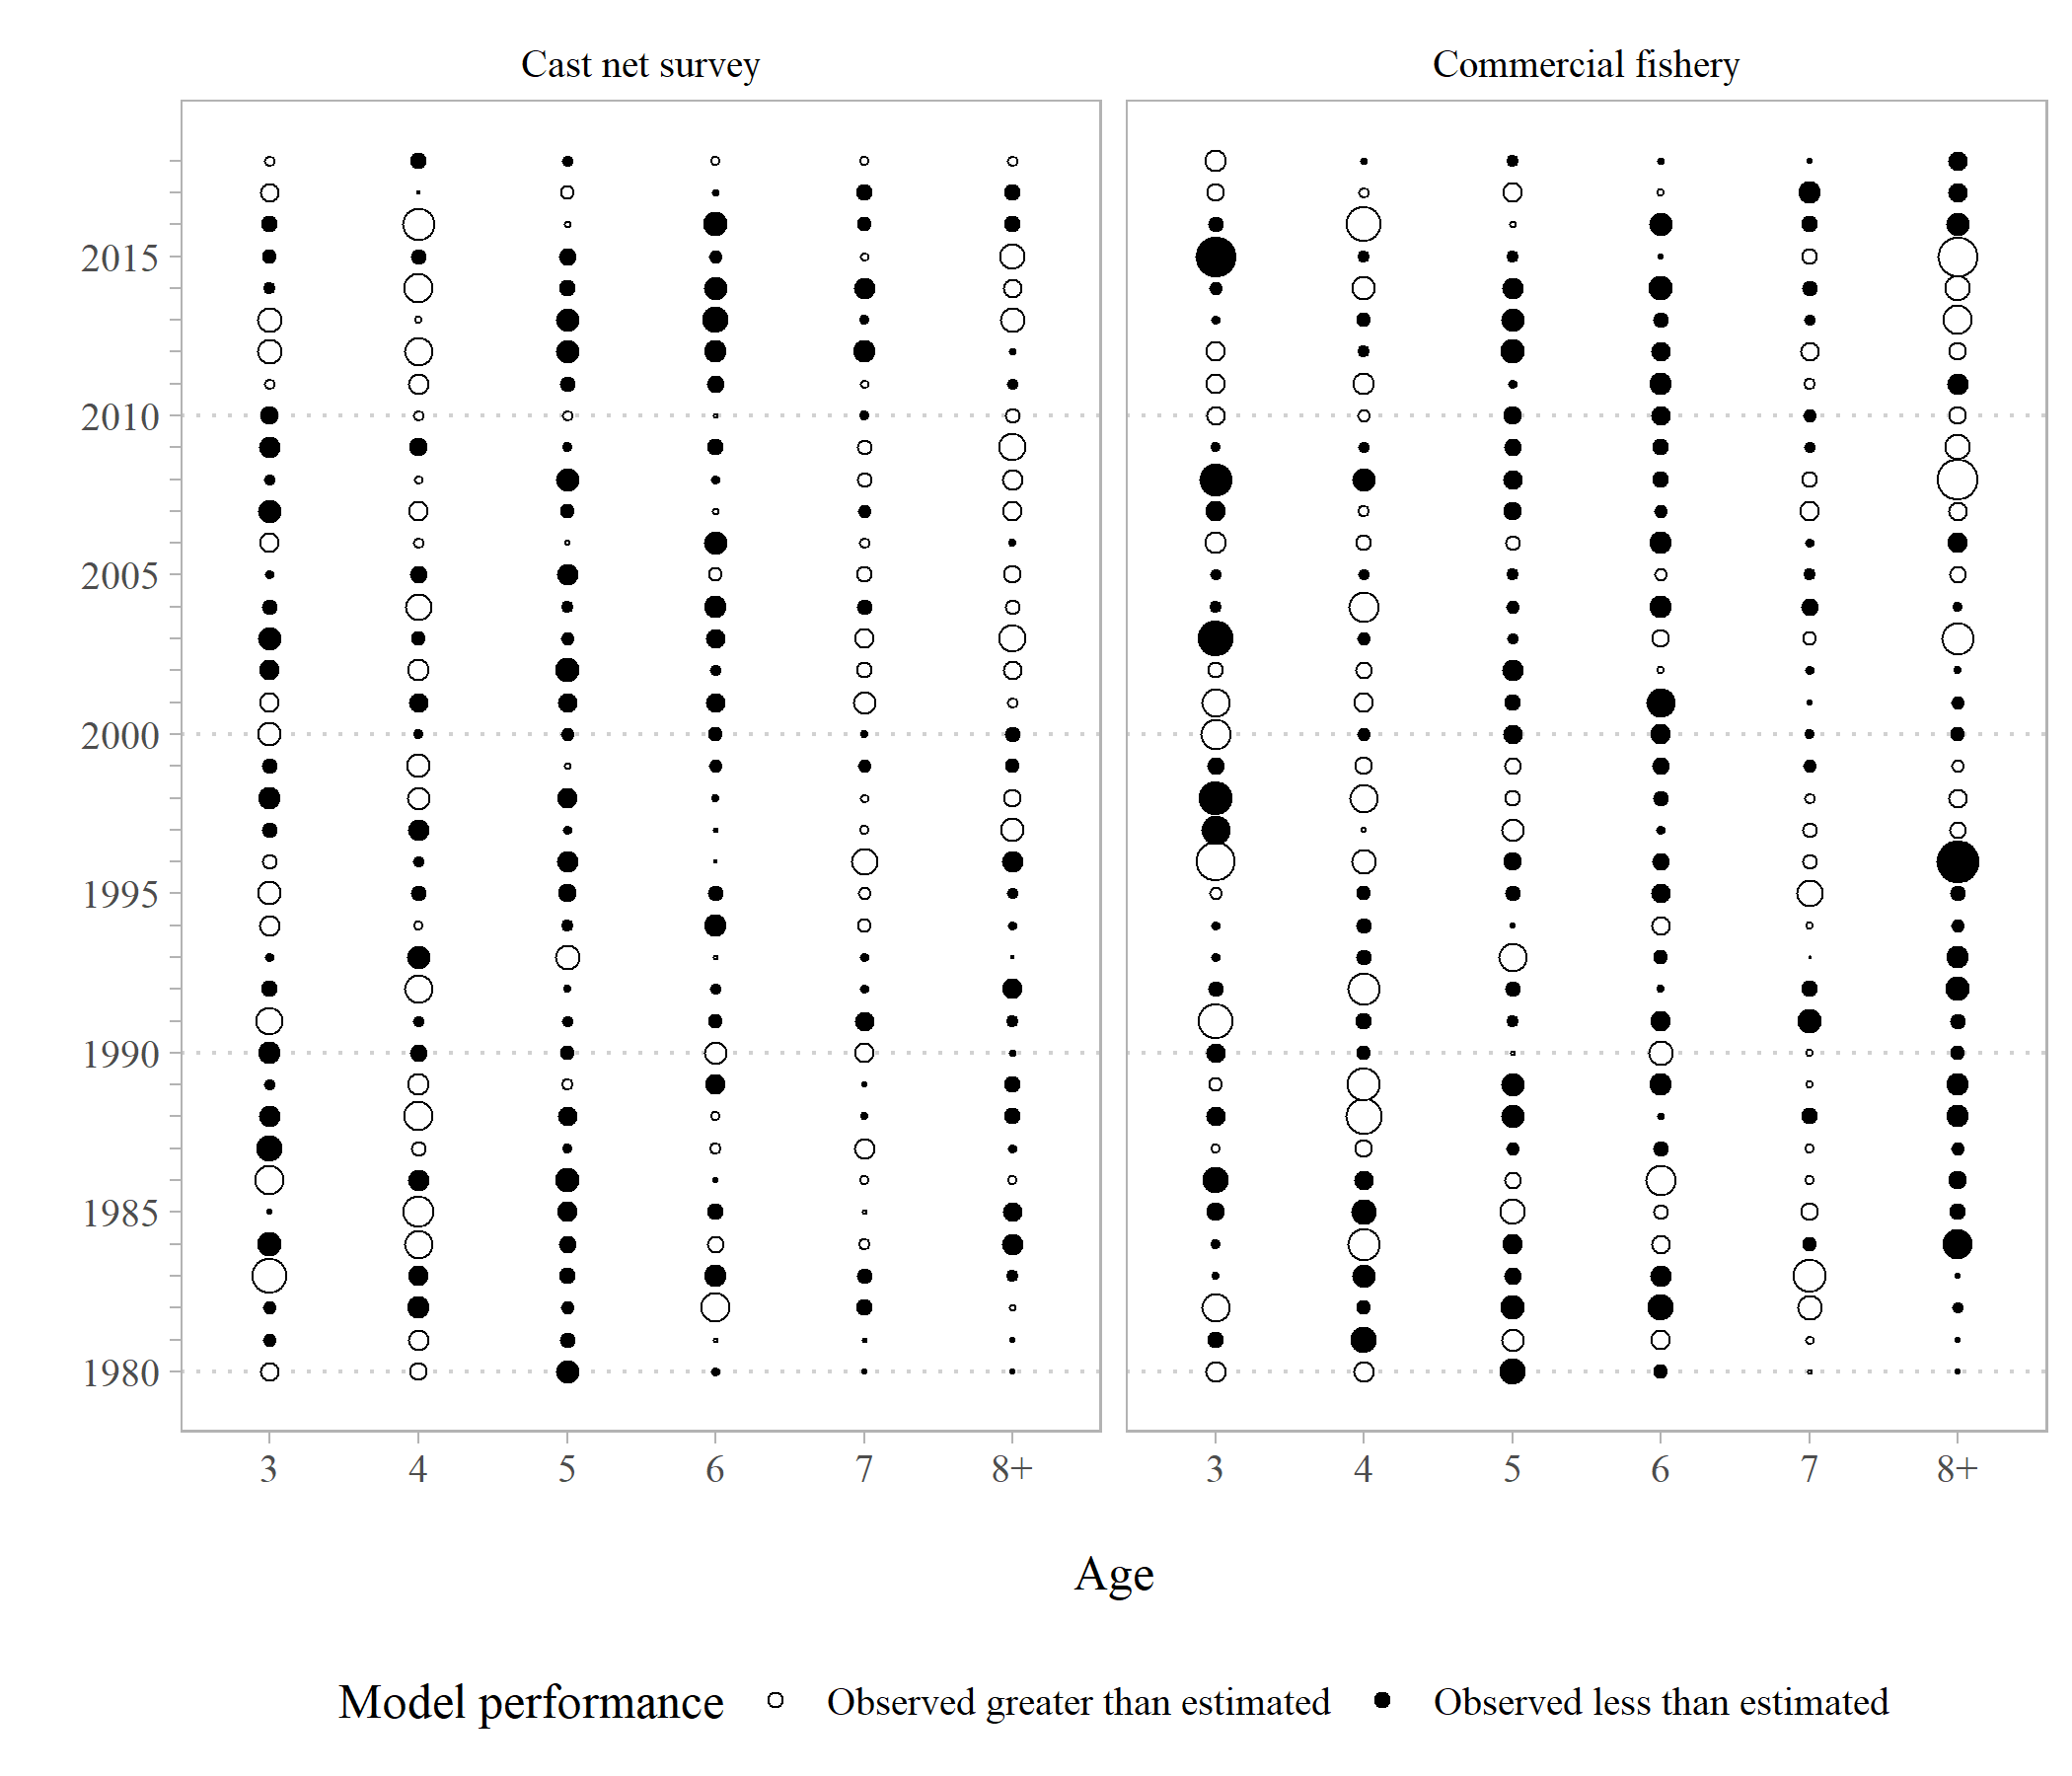 Cast net survey Commercial fishery
2015
2010
2005
2000
1995
1990
1985
1980
3 4 5 6 7 8+ 3 4 5 6 7 8+
Age
Model performance Observed greater than estimated Observed less than estimated